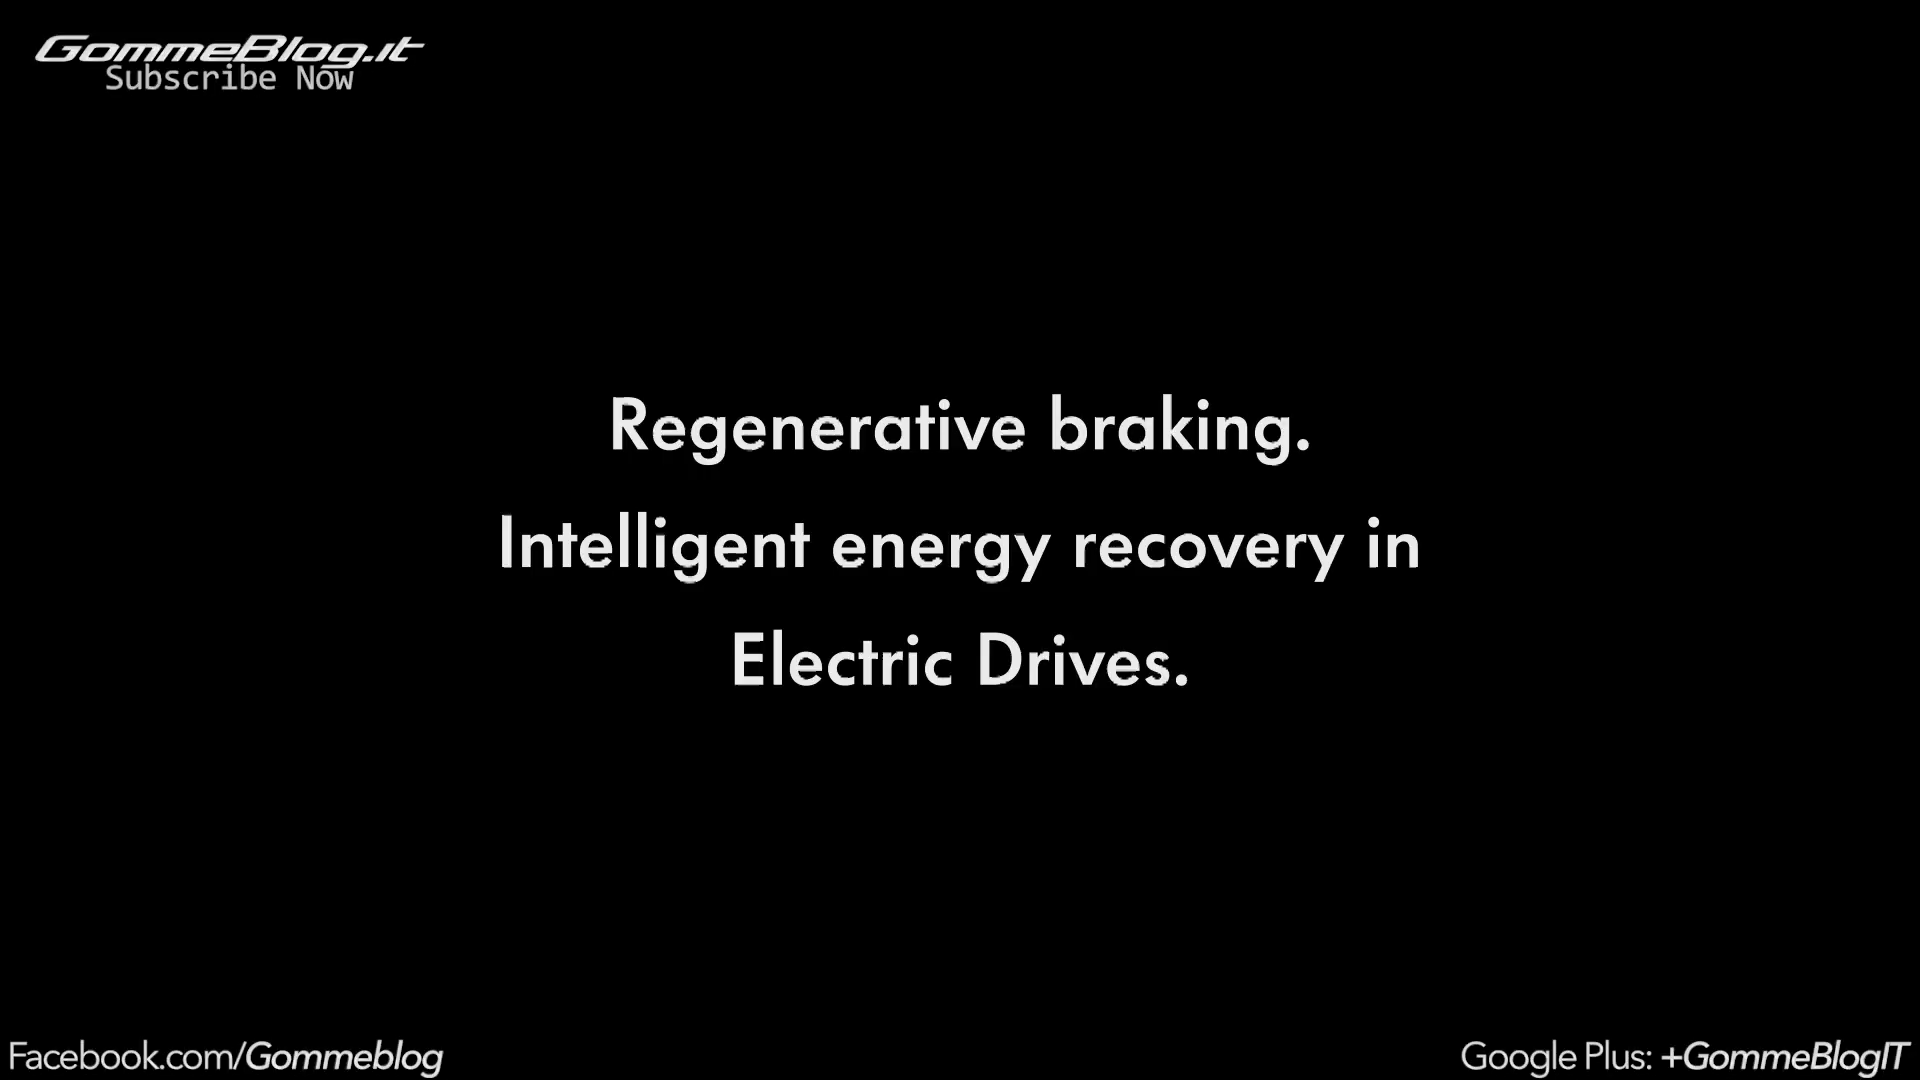 GommeBlog.it
Subscribe Now
Regenerative braking.
Intelligent energy recovery in
Electric Drives.
Facebook.com/Gommeblog
Google Plus: +GommeBlogIT